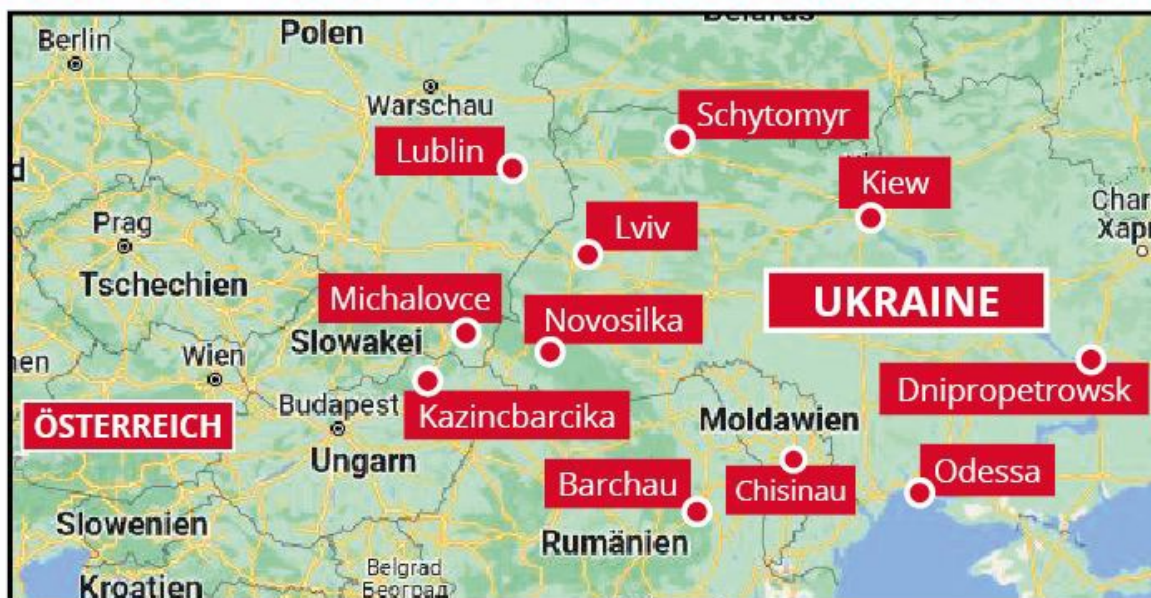 Belarus
Polen
Berlin
Warschau
Schytomyr
Lublin
Kiew
Prag
Lviv
Tschechien
Michalovce
Novosilka
UKRAINE
Slowakei
Wien
Dnipropetrowsk
Budapest
Kazincbarcika
Moldawien
ÖSTERREICH
Ungarn
Barchau
Chisinau
Odessa
Slowenien
Rumänien
Belgrad
Београд
Kroatien